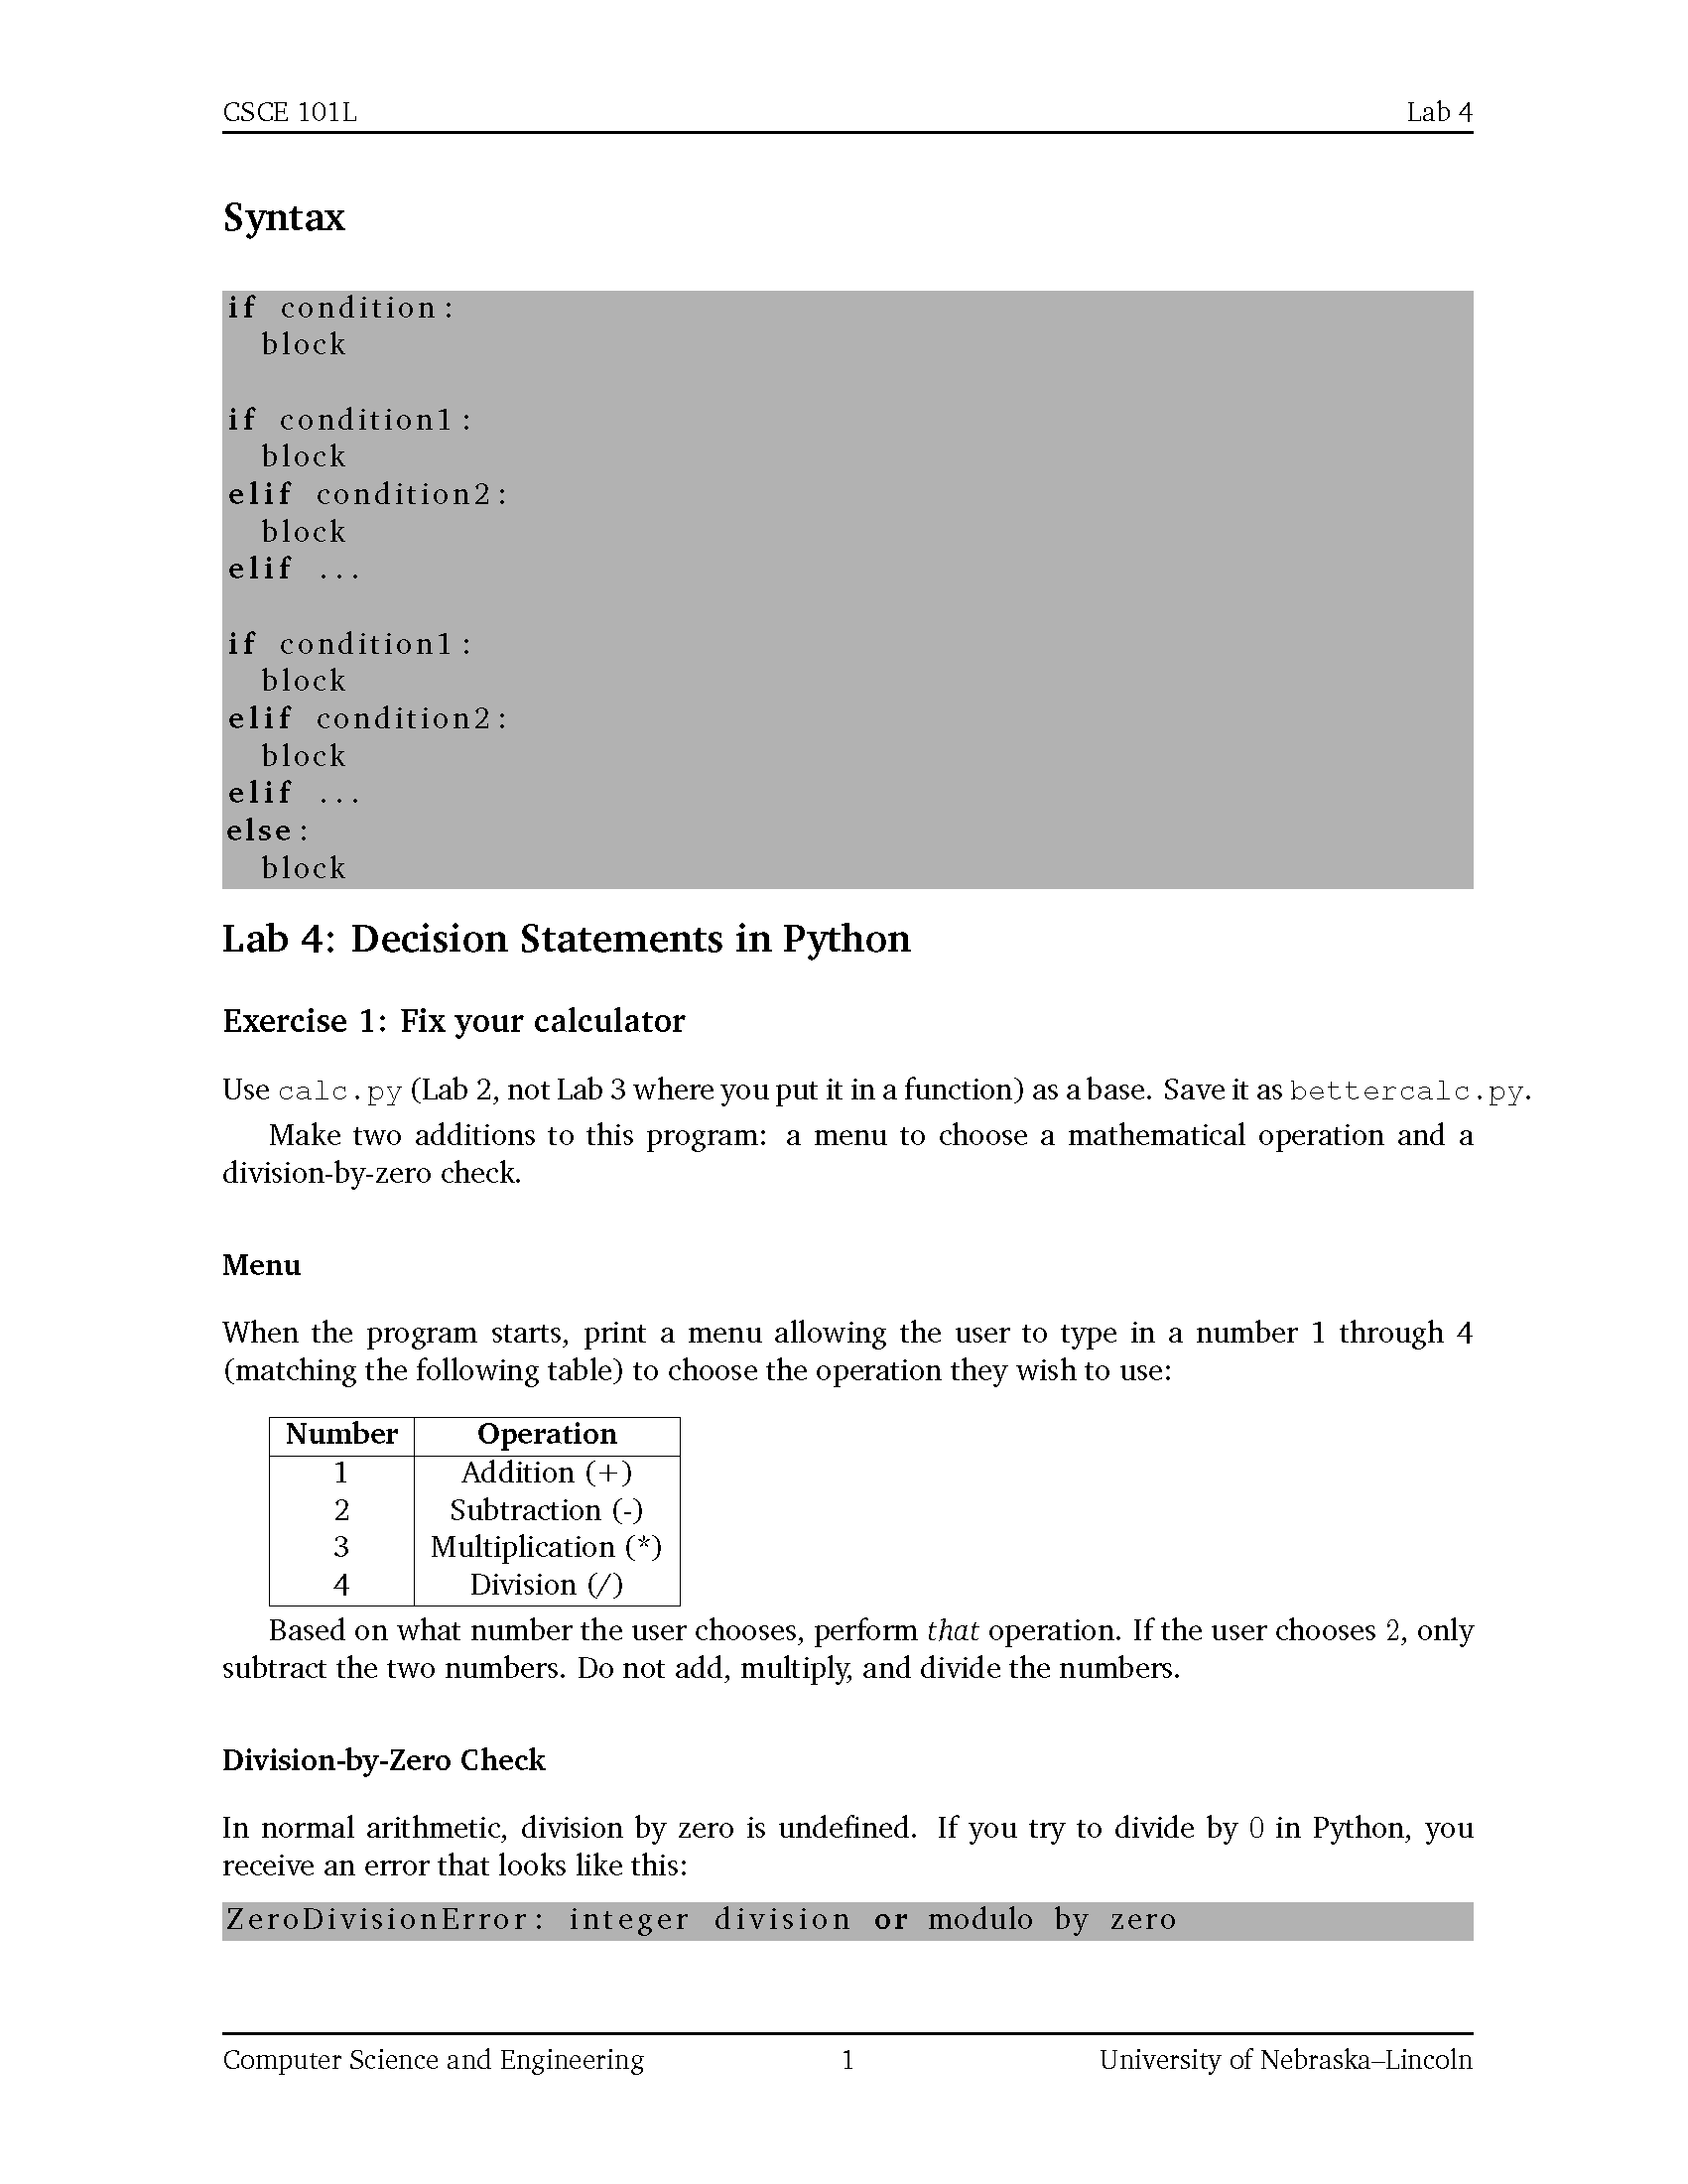 CSCE 101L Lab 4
Syntax
if condition:
  block
if condition1:
  block
elif condition2:
  block
elif ...
if condition1:
  block
elif condition2:
  block
elif ...
else:
  block
Lab 4: Decision Statements in Python
Exercise 1: Fix your calculator
Use calc.py (Lab 2, not Lab 3 where you put it in a function) as a base. Save it as bettercalc.py.
Make two additions to this program: a menu to choose a mathematical operation and a
division-by-zero check.
Menu
When the program starts, print a menu allowing the user to type in a number 1 through 4
(matching the following table) to choose the operation they wish to use:
Number Operation
1 Addition (+)
2 Subtraction (-)
3 Multiplication (*)
4 Division (/)
Based on what number the user chooses, perform that operation. If the user chooses 2, only
subtract the two numbers. Do not add, multiply, and divide the numbers.
Division-by-Zero Check
In normal arithmetic, division by zero is undefined. If you try to divide by 0 in Python, you
receive an error that looks like this:
ZeroDivisionError: integer division or modulo by zero
Computer Science and Engineering 1 University of Nebraska–Lincoln